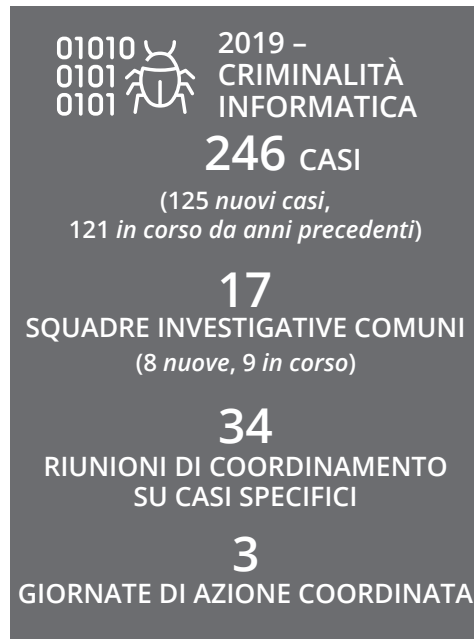 01010
0101
0101
2019 –
CRIMINALITÀ
INFORMATICA
246 CASI
(125 nuovi casi,
121 in corso da anni precedenti)
17
SQUADRE INVESTIGATIVE COMUNI
(8 nuove, 9 in corso)
34
RIUNIONI DI COORDINAMENTO
SU CASI SPECIFICI
3
GIORNATE DI AZIONE COORDINATA